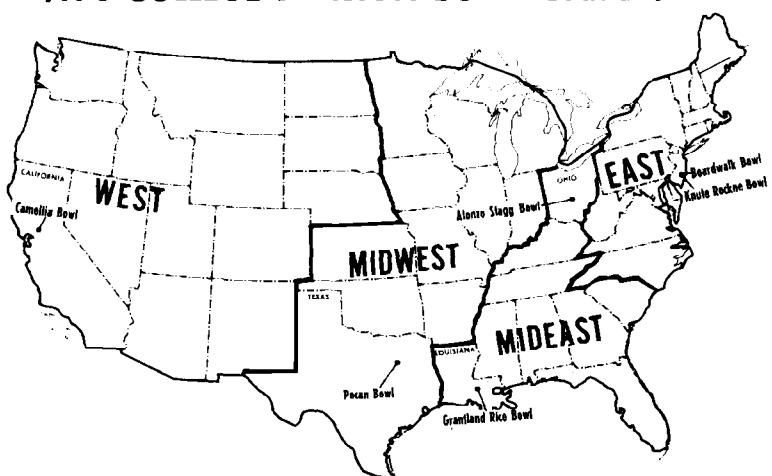 CALIFORNIA
WEST
Camellia Bowl
MIDWEST
TEXAS
Pecan Bowl
Alonzo Stagg Bowl
OHIO
EAST
Boardwalk Bowl
Knute Rockne Bowl
MIDEAST
LOUISIANA
Grantland Rice Bowl